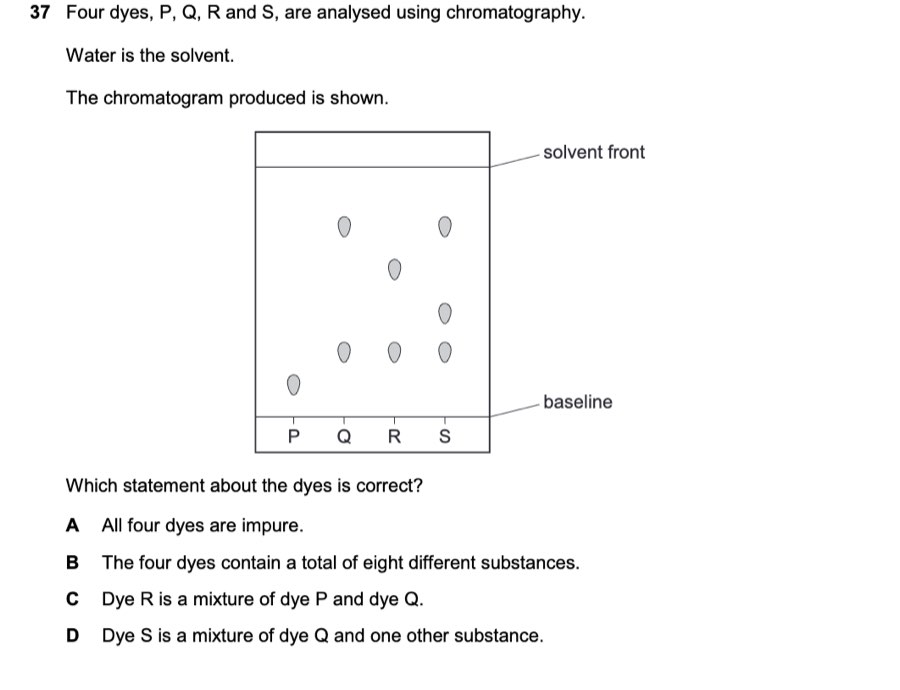 37 Four dyes, P, Q, R and S, are analysed using chromatography.
Water is the solvent.
The chromatogram produced is shown.
solvent front
baseline
P Q R S
Which statement about the dyes is correct?
A All four dyes are impure.
B The four dyes contain a total of eight different substances.
C Dye R is a mixture of dye P and dye Q.
D Dye S is a mixture of dye Q and one other substance.